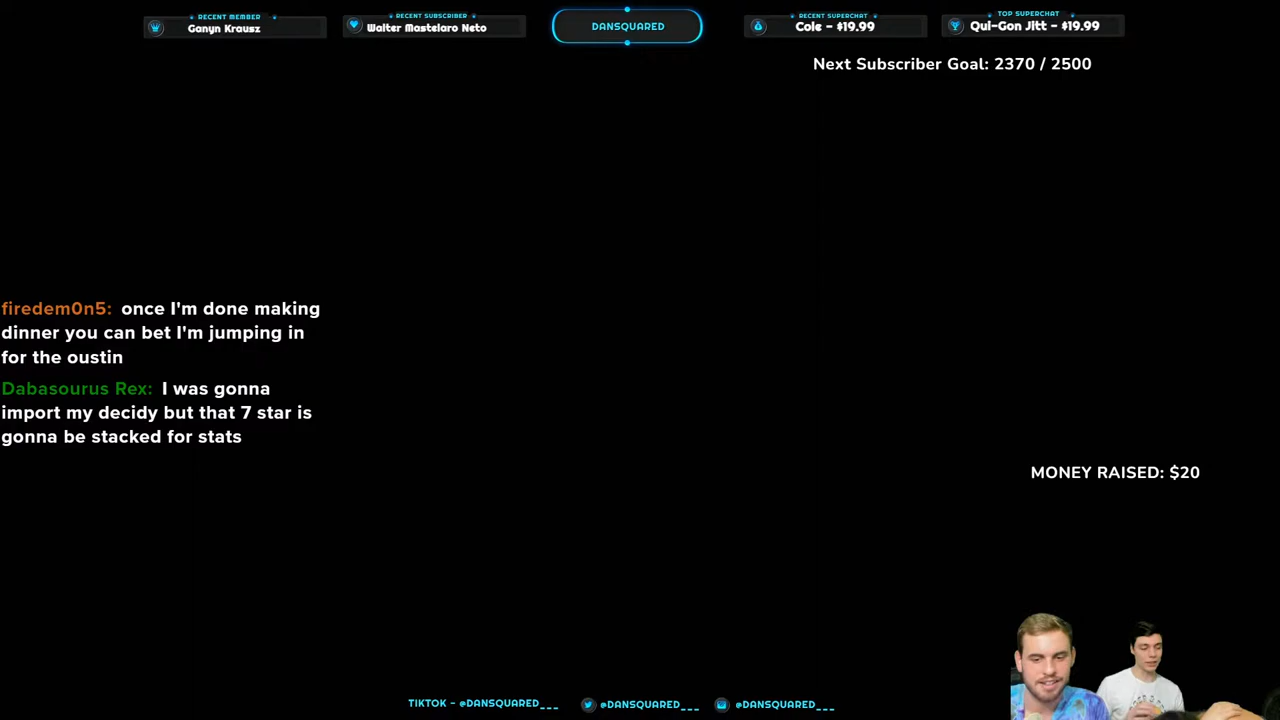 RECENT MEMBER
Ganyn Krausz
RECENT SUBSCRIBER
Walter Mastelaro Neto
DANSQUARED
RECENT SUPERCHAT
Cole - $19.99
TOP SUPERCHAT
Qui-Gon Jitt - $19.99
Next Subscriber Goal: 2370 / 2500
firedem0n5: once I'm done making
dinner you can bet I'm jumping in
for the oustin
Dabasourus Rex: I was gonna
import my decidy but that 7 star is
gonna be stacked for stats
MONEY RAISED: $20
TIKTOK - @DANSQUARED___
@DANSQUARED___
@DANSQUARED___